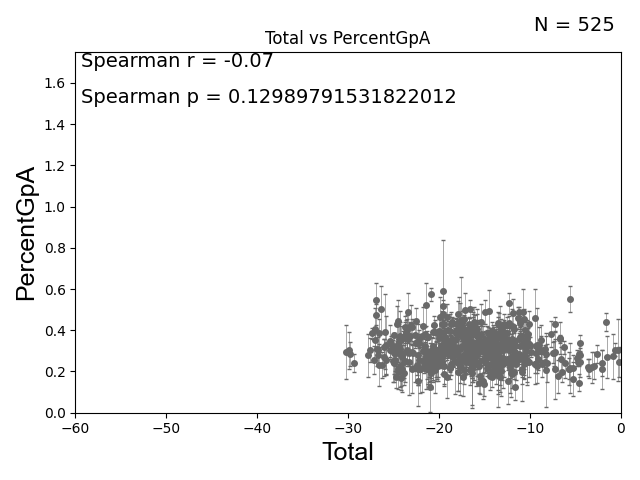 N = 525
Total vs PercentGpA
Spearman r = -0.07
Spearman p = 0.12989791531822012
PercentGpA
1.6
1.4
1.2
1.0
0.8
0.6
0.4
0.2
0.0
−60 −50 −40 −30 −20 −10 0
Total